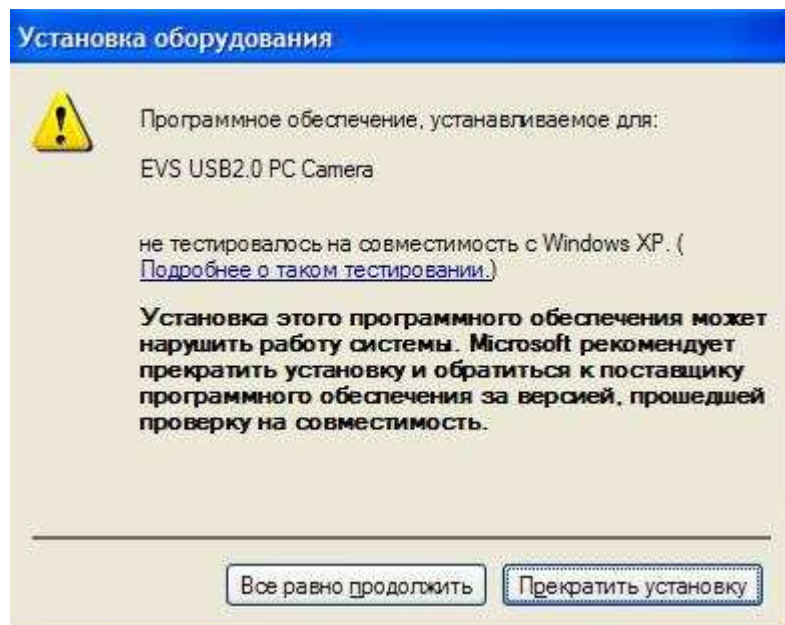 Установка оборудования
Программное обеспечение, устанавливаемое для:
EVS USB2.0 PC Camera
не тестировалось на совместимость с Windows XP. (
Подробнее о таком тестировании.)
Установка этого программного обеспечения может
нарушить работу системы. Microsoft рекомендует
прекратить установку и обратиться к поставщику
программного обеспечения за версией, прошедшей
проверку на совместимость.
Все равно продолжить Прекратить установку